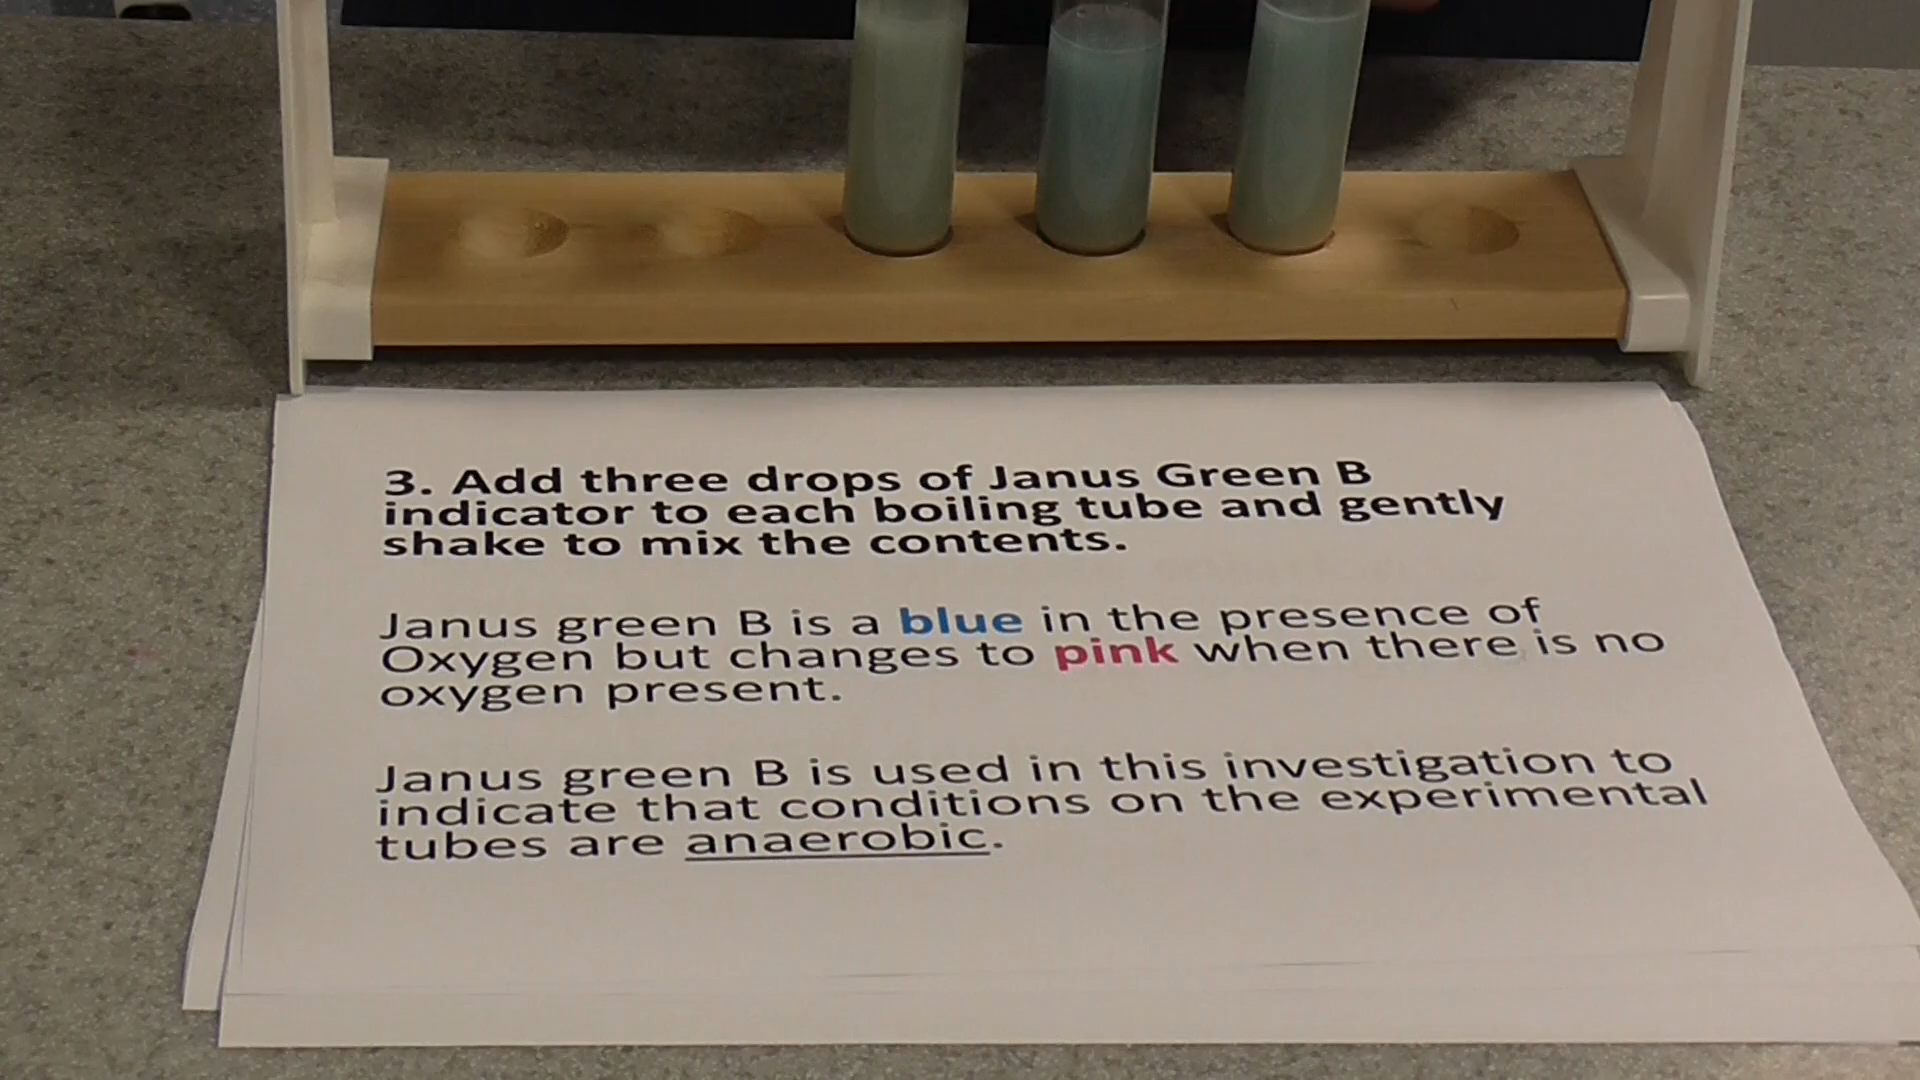 3. Add three drops of Janus Green B
indicator to each boiling tube and gently
shake to mix the contents.
Janus green B is a blue in the presence of
Oxygen but changes to pink when there is no
oxygen present.
Janus green B is used in this investigation to
indicate that conditions on the experimental
tubes are anaerobic.